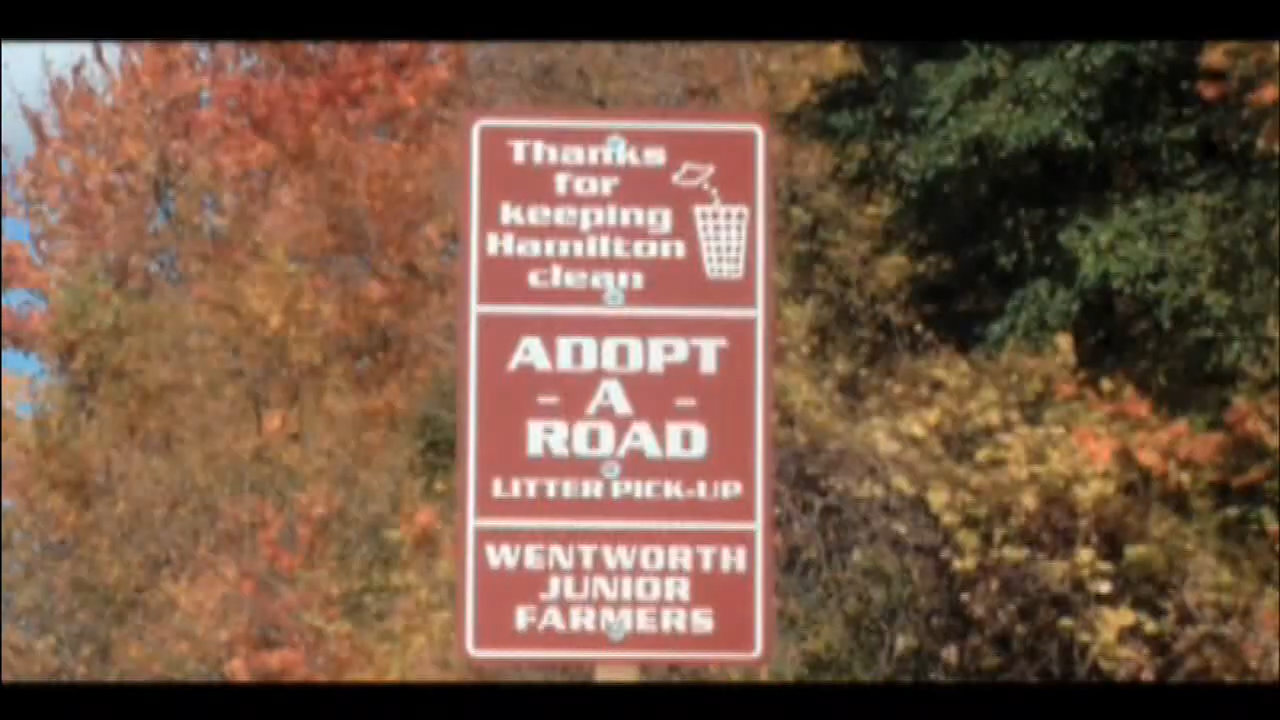 Thanks
for
keeping
Hamilton
clean
ADOPT
- A -
ROAD
LITTER PICK-UP
WENTWORTH
JUNIOR
FARMERS